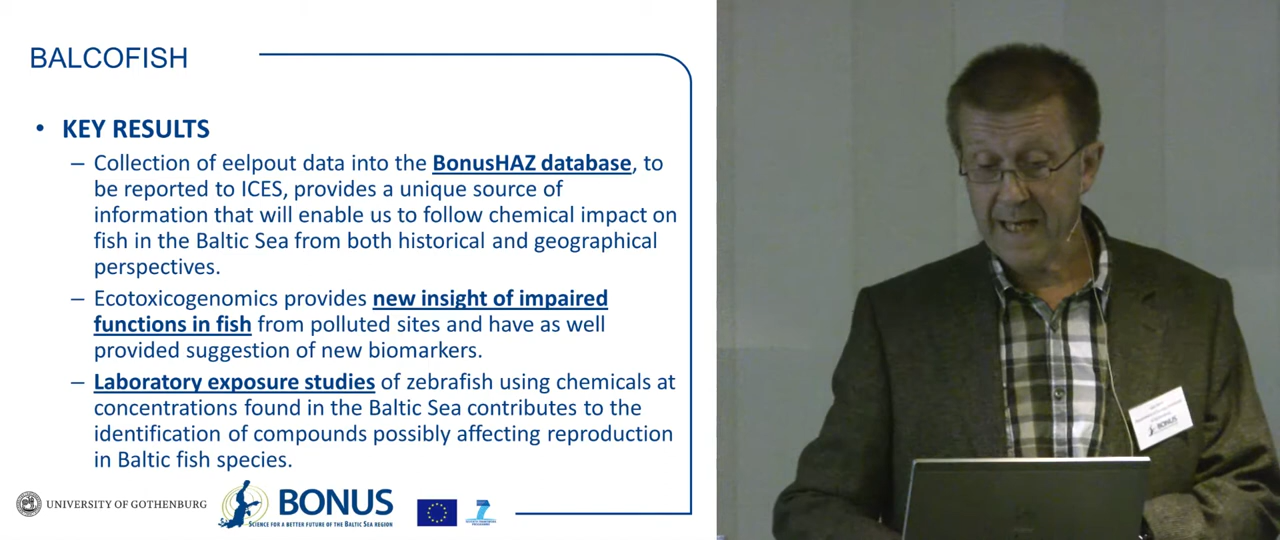 BALCOFISH
• KEY RESULTS
– Collection of eelpout data into the BonusHAZ database, to
be reported to ICES, provides a unique source of
information that will enable us to follow chemical impact on
fish in the Baltic Sea from both historical and geographical
perspectives.
– Ecotoxicogenomics provides new insight of impaired
functions in fish from polluted sites and have as well
provided suggestion of new biomarkers.
– Laboratory exposure studies of zebrafish using chemicals at
concentrations found in the Baltic Sea contributes to the
identification of compounds possibly affecting reproduction
in Baltic fish species.
UNIVERSITY OF GOTHENBURG
BONUS
SCIENCE FOR A BETTER FUTURE OF THE BALTIC SEA REGION
7
BONUS